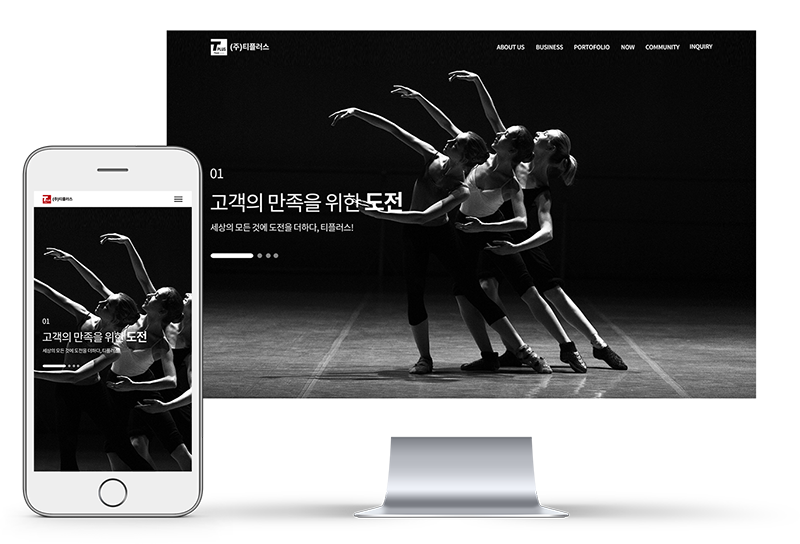 TPLUS (주)티플러스
ABOUT US BUSINESS PORTOFOLIO NOW COMMUNITY INQUIRY
01
고객의 만족을 위한 도전
세상의 모든 것에 도전을 더하다, 티플러스!
(주)티플러스
01
고객의 만족을 위한 도전
세상의 모든 것에 도전을 더하다, 티플러스!